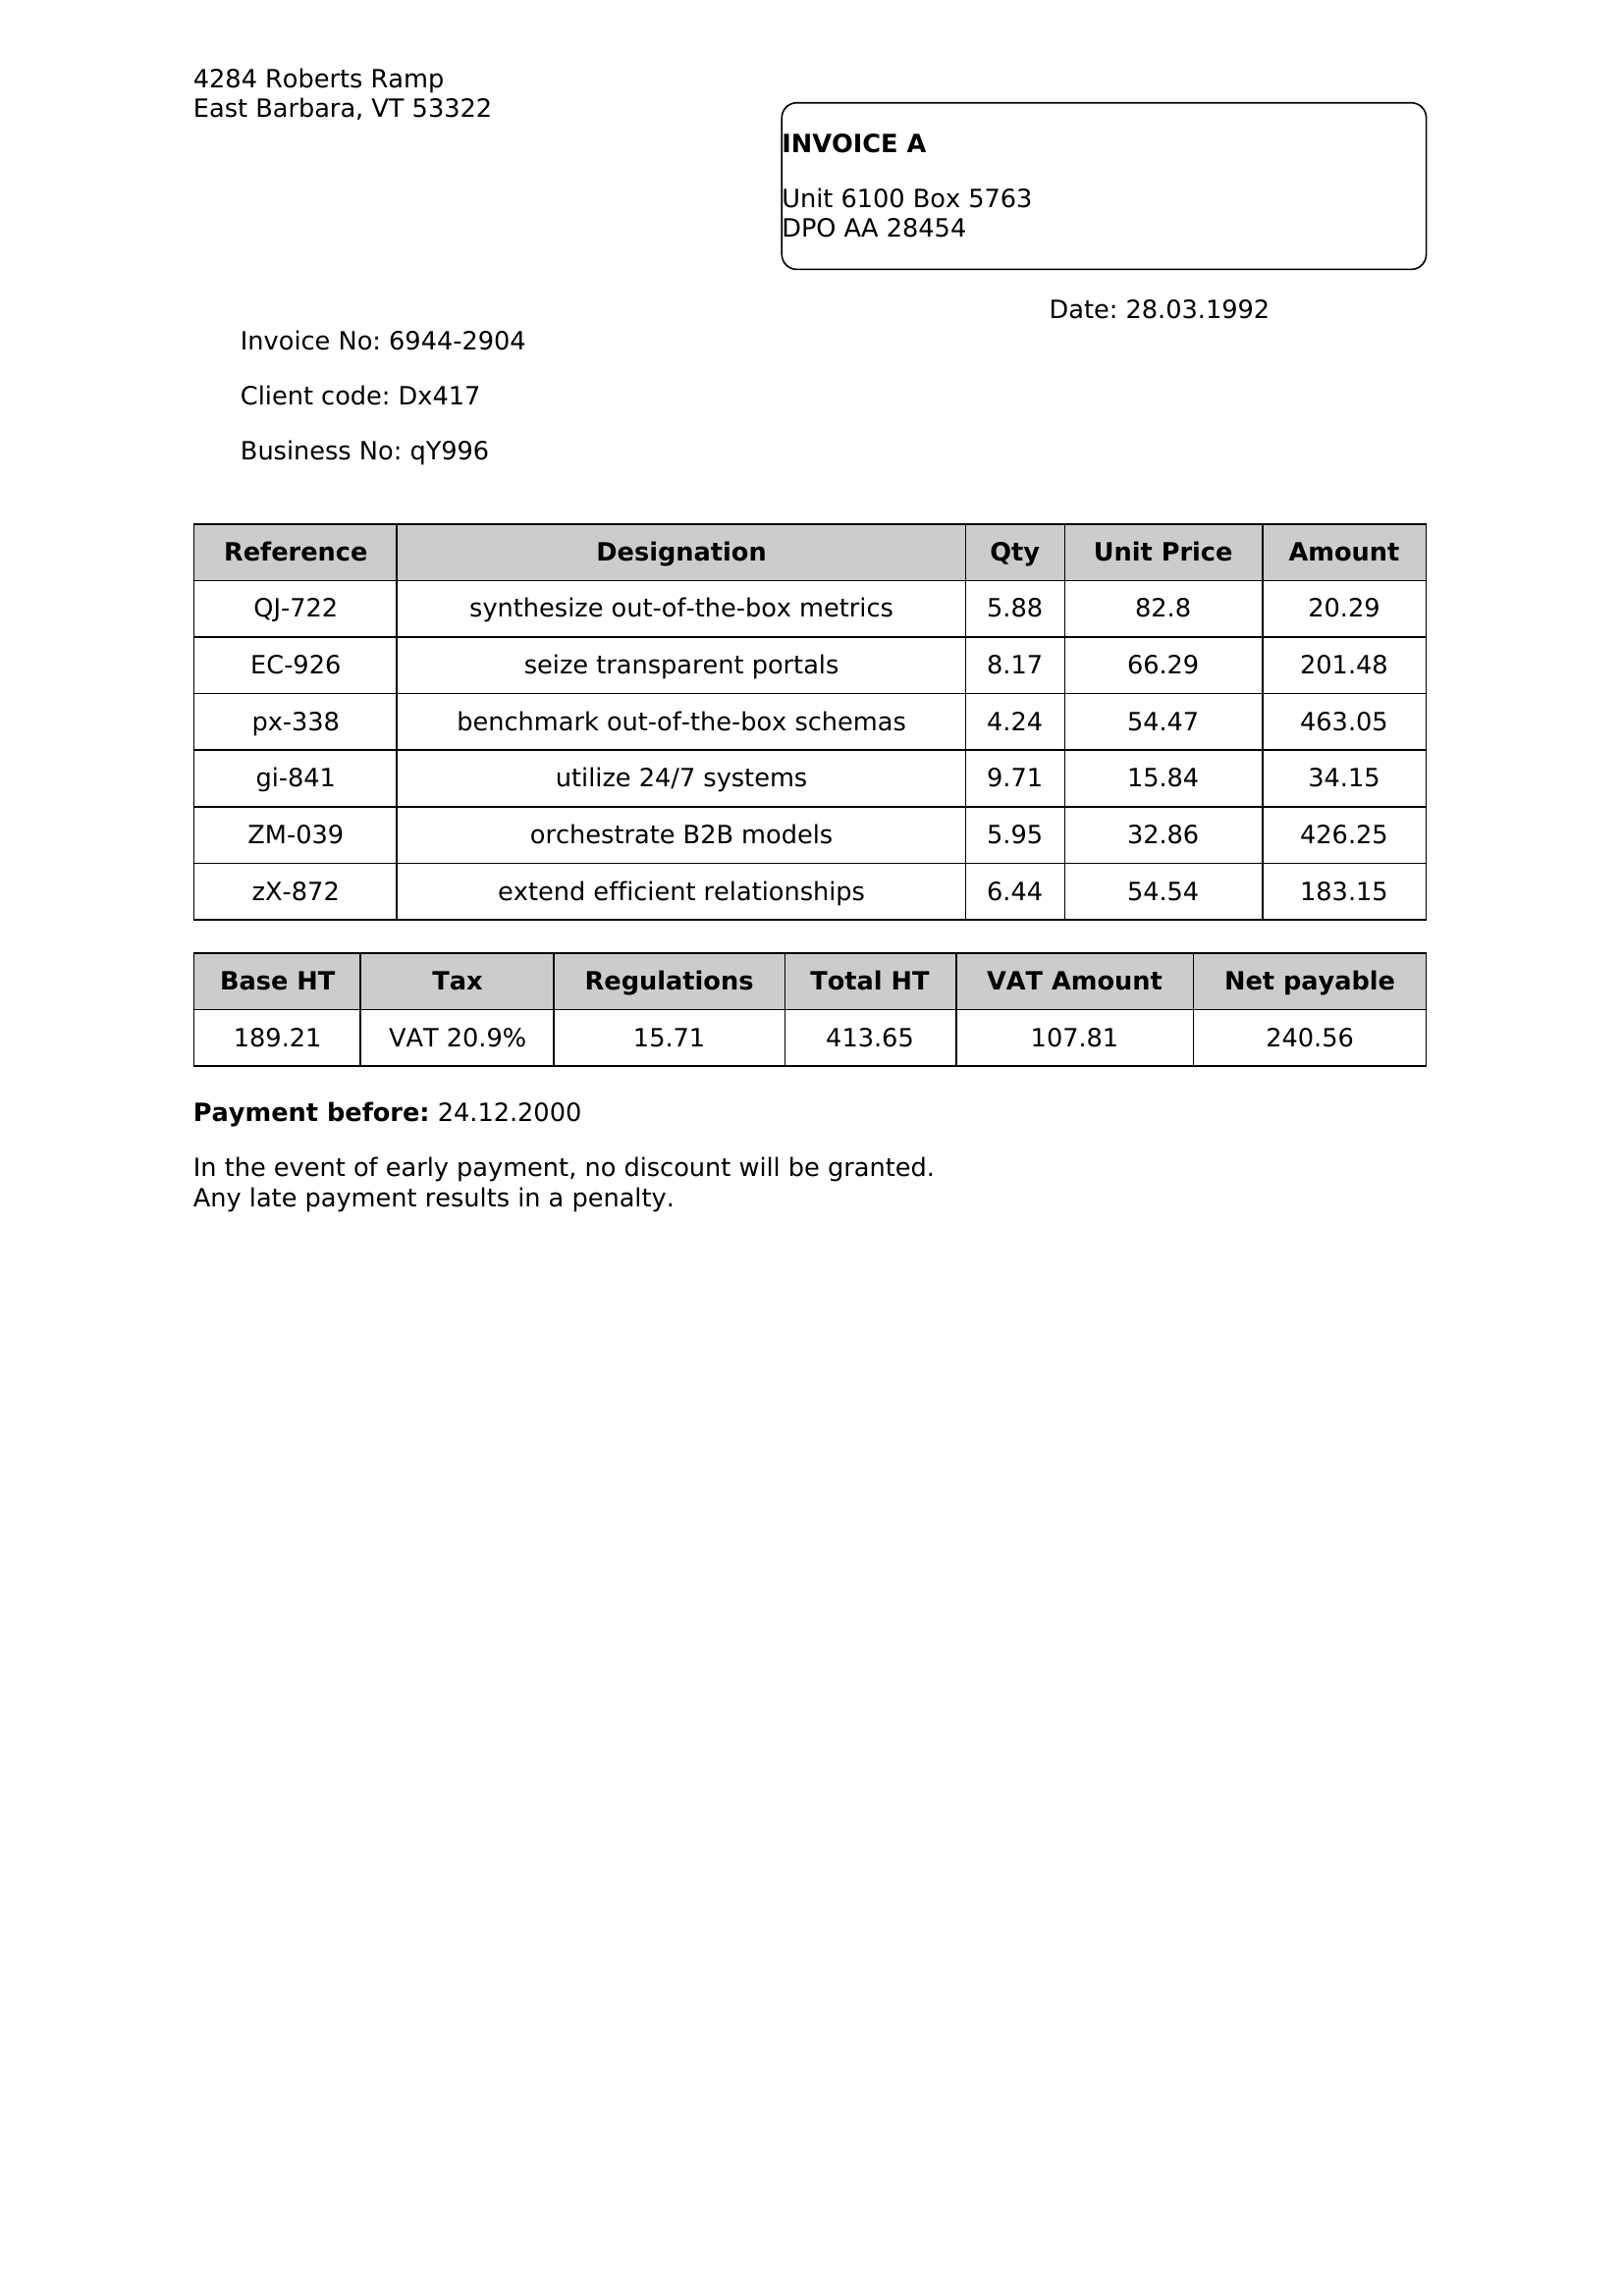 4284 Roberts Ramp
East Barbara, VT 53322
INVOICE A
Unit 6100 Box 5763
DPO AA 28454
Date: 28.03.1992
Invoice No: 6944-2904
Client code: Dx417
Business No: qY996
Reference Designation Qty Unit Price Amount
QJ-722 synthesize out-of-the-box metrics 5.88 82.8 20.29
EC-926 seize transparent portals 8.17 66.29 201.48
px-338 benchmark out-of-the-box schemas 4.24 54.47 463.05
gi-841 utilize 24/7 systems 9.71 15.84 34.15
ZM-039 orchestrate B2B models 5.95 32.86 426.25
zX-872 extend efficient relationships 6.44 54.54 183.15
Base HT Tax Regulations Total HT VAT Amount Net payable
189.21 VAT 20.9% 15.71 413.65 107.81 240.56
Payment before: 24.12.2000
In the event of early payment, no discount will be granted.
Any late payment results in a penalty.